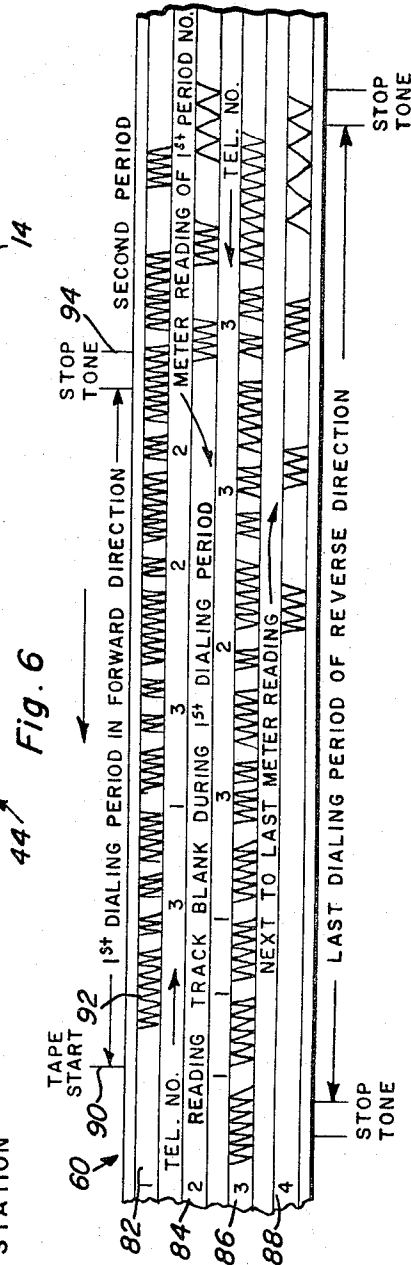 STATION
44
Fig. 6
14
60
90
TAPE
START
92
1st DIALING PERIOD IN FORWARD DIRECTION
STOP
TONE
94
SECOND PERIOD
82
1
TEL. NO.
3 1 3 2 2
METER READING OF 1st PERIOD NO.
84
2
READING TRACK BLANK DURING 1st DIALING PERIOD
86
3
1 1 1 3 2 3 3
TEL. NO.
88
4
NEXT TO LAST METER READING
STOP
TONE
LAST DIALING PERIOD OF REVERSE DIRECTION
STOP
TONE